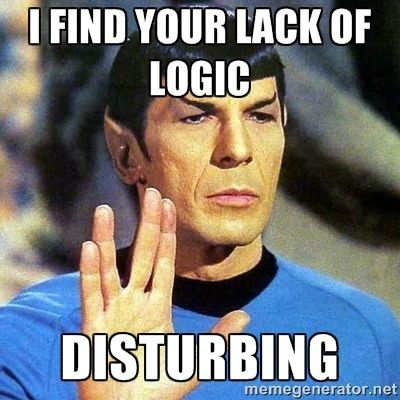 I FIND YOUR LACK OF
LOGIC
DISTURBING
memegenerator.net